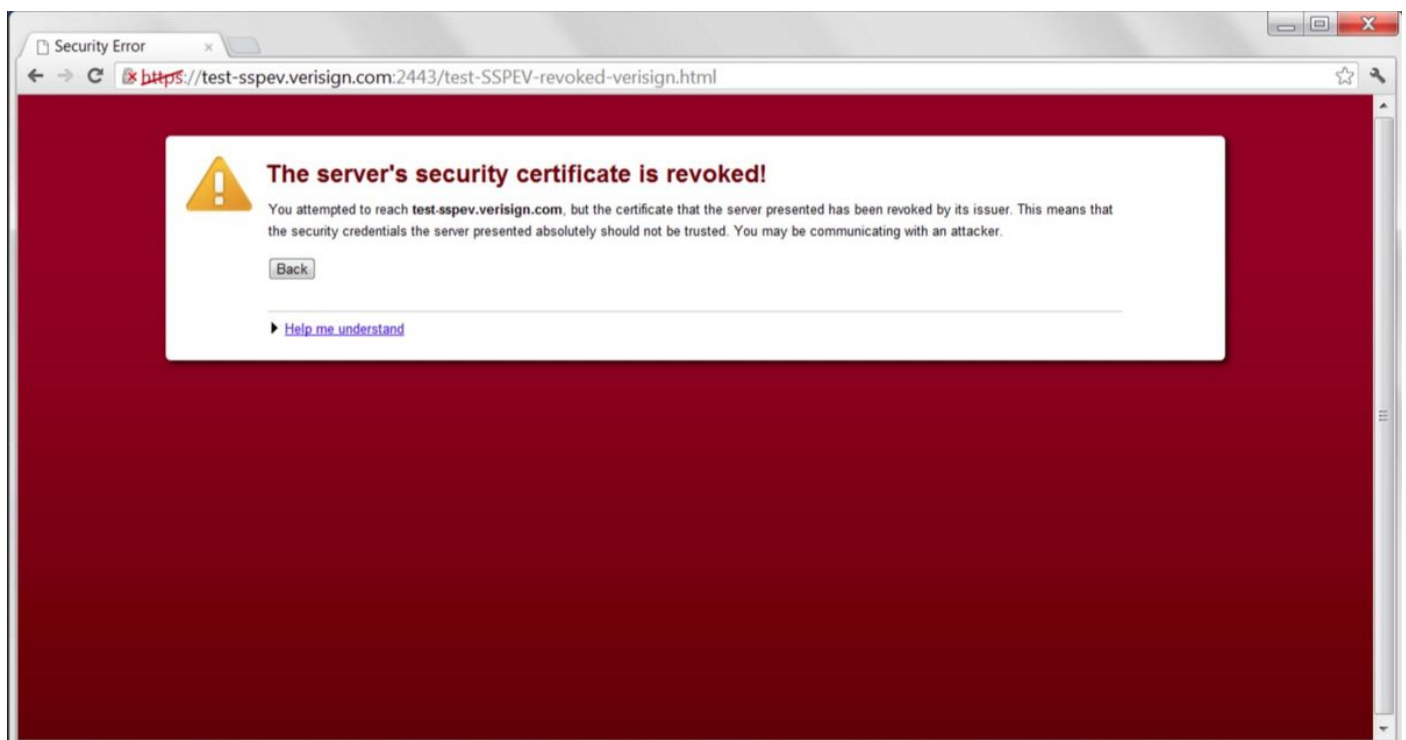 Security Error
https://test-sspev.verisign.com:2443/test-SSPEV-revoked-verisign.html
The server's security certificate is revoked!
You attempted to reach test-sspev.verisign.com, but the certificate that the server presented has been revoked by its issuer. This means that
the security credentials the server presented absolutely should not be trusted. You may be communicating with an attacker.
Back
Help me understand